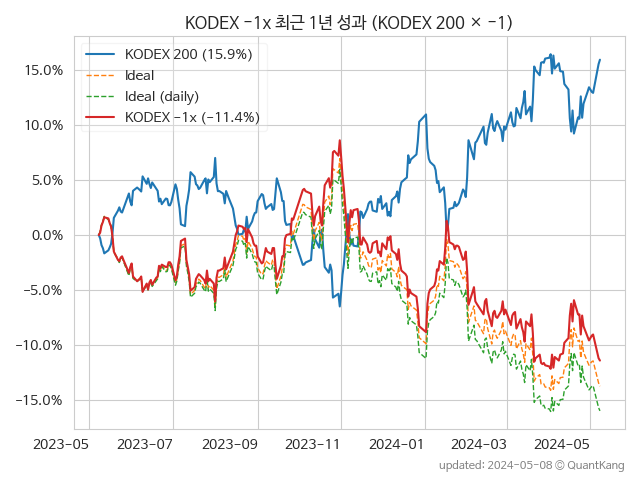 KODEX −1x 최근 1년 성과 (KODEX 200 × −1)
KODEX 200 (15.9%)
Ideal
Ideal (daily)
KODEX −1x (−11.4%)
15.0%
10.0%
5.0%
0.0%
−5.0%
−10.0%
−15.0%
2023-05 2023-07 2023-09 2023-11 2024-01 2024-03 2024-05
updated: 2024-05-08 © QuantKang